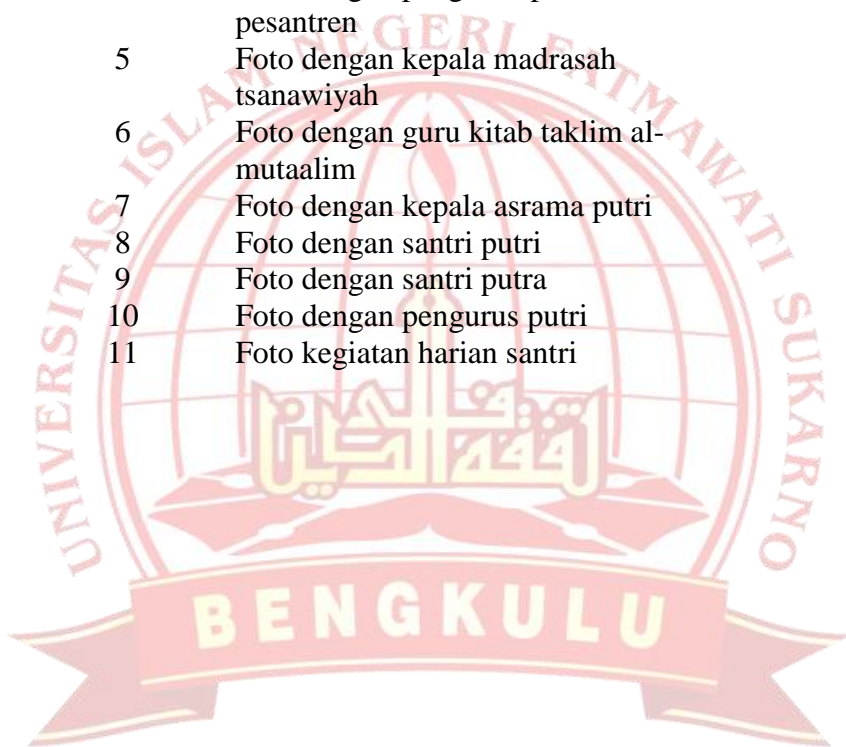 pesantren
5 Foto dengan kepala madrasah
tsanawiyah
6 Foto dengan guru kitab taklim al-
mutaalim
7 Foto dengan kepala asrama putri
8 Foto dengan santri putri
9 Foto dengan santri putra
10 Foto dengan pengurus putri
11 Foto kegiatan harian santri
UNIVERSITAS ISLAM NEGERI FATMAWATI SUKARNO
BENGKULU